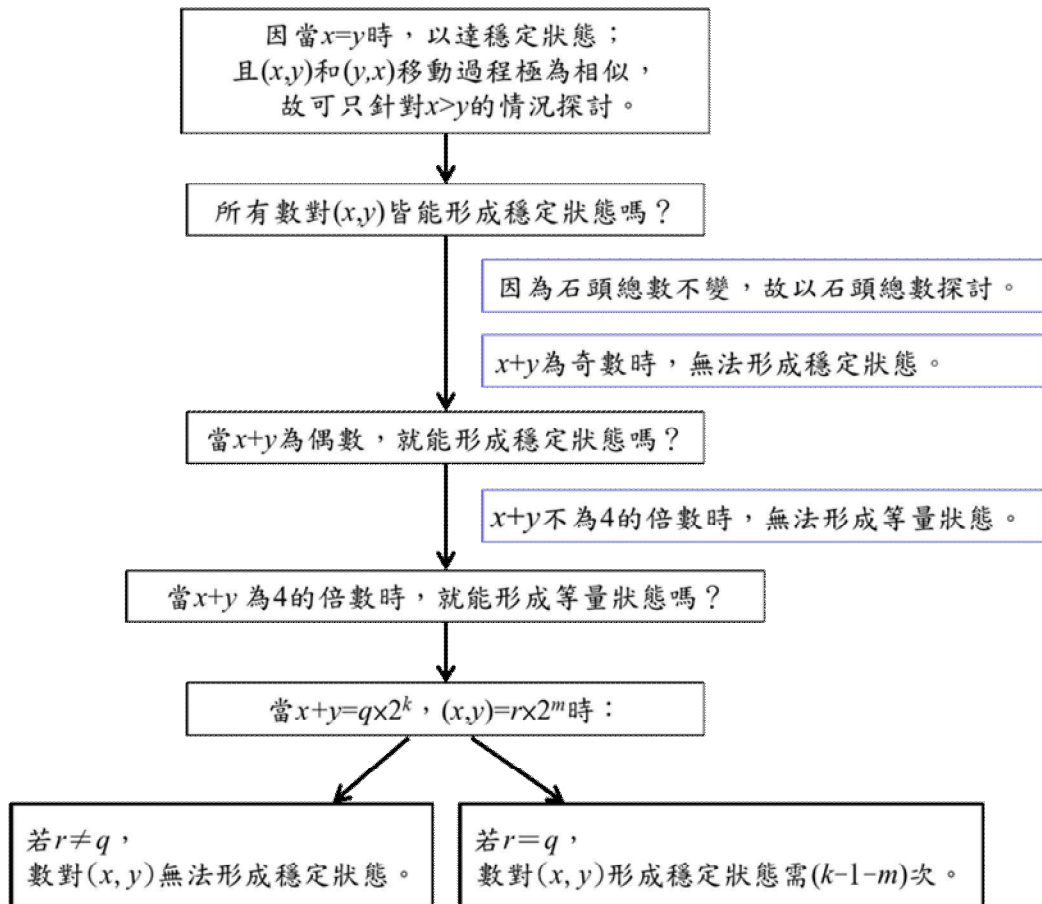 因當x=y時，以達穩定狀態；
且(x,y)和(y,x)移動過程極為相似，
故可只針對x>y的情況探討。
所有數對(x,y)皆能形成穩定狀態嗎？
因為石頭總數不變，故以石頭總數探討。
x+y為奇數時，無法形成穩定狀態。
當x+y為偶數，就能形成穩定狀態嗎？
x+y不為4的倍數時，無法形成等量狀態。
當x+y 為4的倍數時，就能形成等量狀態嗎？
當x+y=q×2^k，(x,y)=r×2^m時：
若r≠q，
數對(x, y)無法形成穩定狀態。
若r＝q，
數對(x, y)形成穩定狀態需(k-1-m)次。